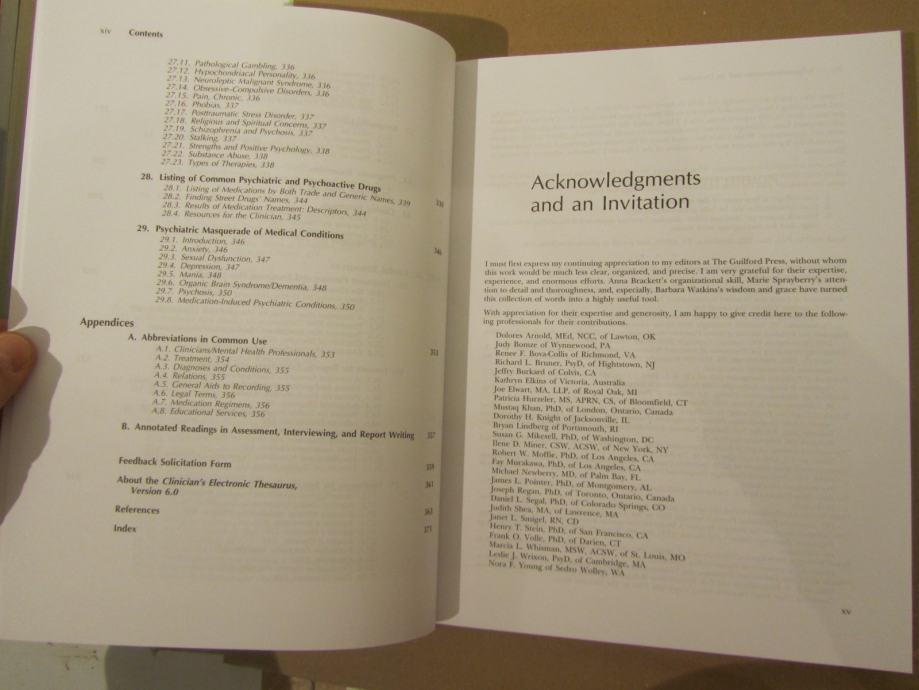 xiv Contents
27.11. Pathological Gambling, 336
27.12. Hypochondriacal Personality, 336
27.13. Neuroleptic Malignant Syndrome, 336
27.14. Obsessive–Compulsive Disorders, 336
27.15. Pain, Chronic, 336
27.16. Phobias, 337
27.17. Posttraumatic Stress Disorder, 337
27.18. Religious and Spiritual Concerns, 337
27.19. Schizophrenia and Psychosis, 337
27.20. Stalking, 337
27.21. Strengths and Positive Psychology, 338
27.22. Substance Abuse, 338
27.23. Types of Therapies, 338
28. Listing of Common Psychiatric and Psychoactive Drugs 339
28.1. Listing of Medications by Both Trade and Generic Names, 339
28.2. Finding Street Drugs' Names, 344
28.3. Results of Medication Treatment: Descriptors, 344
28.4. Resources for the Clinician, 345
29. Psychiatric Masquerade of Medical Conditions 346
29.1. Introduction, 346
29.2. Anxiety, 346
29.3. Sexual Dysfunction, 347
29.4. Depression, 347
29.5. Mania, 348
29.6. Organic Brain Syndrome/Dementia, 348
29.7. Psychosis, 350
29.8. Medication-Induced Psychiatric Conditions, 350
Appendices
A. Abbreviations in Common Use 353
A.1. Clinicians/Mental Health Professionals, 353
A.2. Treatment, 354
A.3. Diagnoses and Conditions, 355
A.4. Relations, 355
A.5. General Aids to Recording, 355
A.6. Legal Terms, 356
A.7. Medication Regimens, 356
A.8. Educational Services, 356
B. Annotated Readings in Assessment, Interviewing, and Report Writing 357
Feedback Solicitation Form 359
About the Clinician's Electronic Thesaurus, 361
Version 6.0
References 363
Index 371
Acknowledgments
and an Invitation
I must first express my continuing appreciation to my editors at The Guilford Press, without whom
this work would be much less clear, organized, and precise. I am very grateful for their expertise,
experience, and enormous efforts. Anna Brackett's organizational skill, Marie Sprayberry's atten-
tion to detail and thoroughness, and, especially, Barbara Watkins's wisdom and grace have turned
this collection of words into a highly useful tool.
With appreciation for their expertise and generosity, I am happy to give credit here to the follow-
ing professionals for their contributions.
Dolores Arnold, MEd, NCC, of Lawton, OK
Judy Bomze of Wynnewood, PA
Renee F. Bova-Collis of Richmond, VA
Richard L. Bruner, PsyD, of Hightstown, NJ
Jeffry Burkard of Colvis, CA
Kathryn Elkins of Victoria, Australia
Joe Elwart, MA, LLP, of Royal Oak, MI
Patricia Hurzeler, MS, APRN, CS, of Bloomfield, CT
Mustaq Khan, PhD, of London, Ontario, Canada
Dorothy H. Knight of Jacksonville, IL
Bryan Lindberg of Portsmouth, RI
Susan G. Mikesell, PhD, of Washington, DC
Ilene D. Miner, CSW, ACSW, of New York, NY
Robert W. Moffie, PhD, of Los Angeles, CA
Fay Murakawa, PhD, of Los Angeles, CA
Michael Newberry, MD, of Palm Bay, FL
James L. Pointer, PhD, of Montgomery, AL
Joseph Regan, PhD, of Toronto, Ontario, Canada
Daniel L. Segal, PhD, of Colorado Springs, CO
Judith Shea, MA, of Lawrence, MA
Janet L. Smigel, RN, CD
Henry T. Stein, PhD, of San Francisco, CA
Frank O. Volle, PhD, of Darien, CT
Marcia L. Whisman, MSW, ACSW, of St. Louis, MO
Leslie J. Wrixon, PsyD, of Cambridge, MA
Nora F. Young of Sedro Wolley, WA
xv